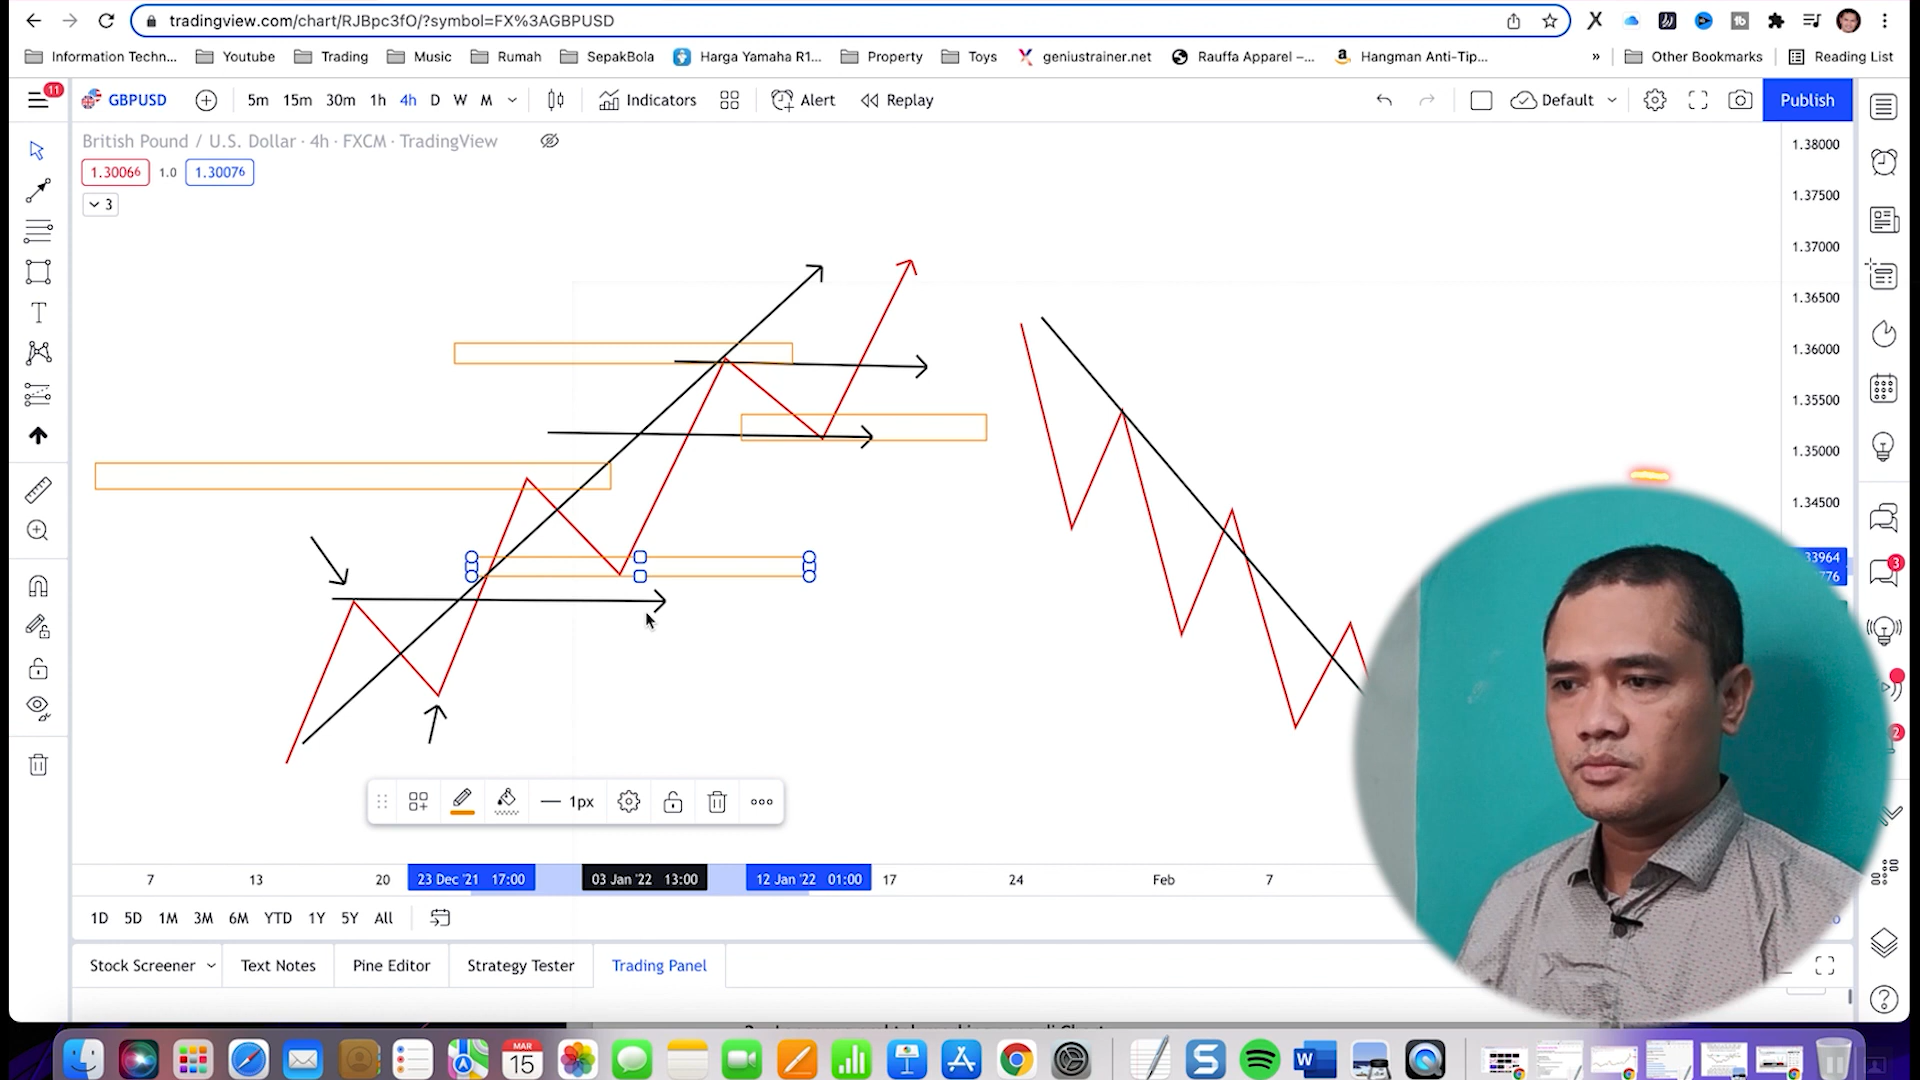 tradingview.com/chart/RJBpc3fO/?symbol=FX%3AGBPUSD
Information Techn... Youtube Trading Music Rumah SepakBola Harga Yamaha R1... Property Toys geniustrainer.net Rauffa Apparel –... Hangman Anti-Tip... » Other Bookmarks Reading List
11 GBPUSD 5m 15m 30m 1h 4h D W M Indicators Alert Replay Default Publish
British Pound / U.S. Dollar · 4h · FXCM · TradingView
1.30066 1.0 1.30076
3
1.38000
1.37500
1.37000
1.36500
1.36000
1.35500
1.35000
1.34500
33964
776
3
2
1px
7 13 20 23 Dec '21 17:00 03 Jan '22 13:00 12 Jan '22 01:00 17 24 Feb 7
1D 5D 1M 3M 6M YTD 1Y 5Y All
Stock Screener Text Notes Pine Editor Strategy Tester Trading Panel
MAR
15